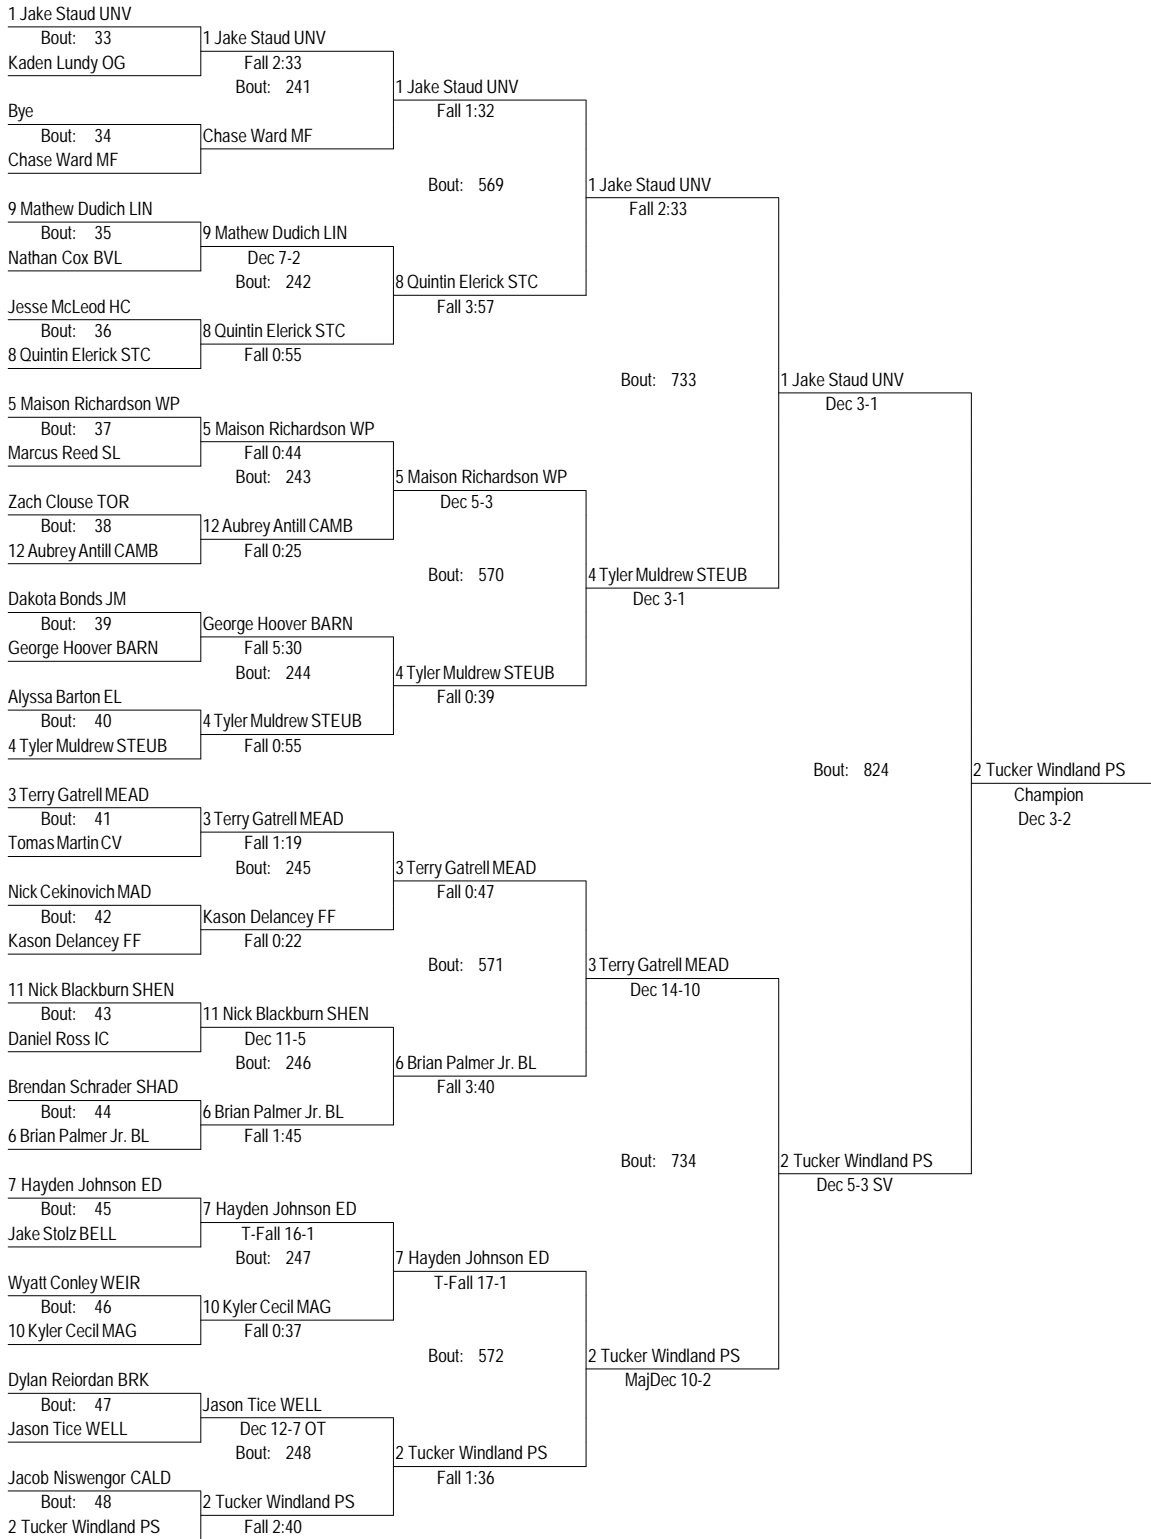 1 Jake Staud UNV
Bout: 33
1 Jake Staud UNV
Kaden Lundy OG
Fall 2:33
Bout: 241
1 Jake Staud UNV
Bye
Fall 1:32
Bout: 34
Chase Ward MF
Chase Ward MF
Bout: 569
1 Jake Staud UNV
9 Mathew Dudich LIN
Fall 2:33
Bout: 35
9 Mathew Dudich LIN
Nathan Cox BVL
Dec 7-2
Bout: 242
8 Quintin Elerick STC
Jesse McLeod HC
Fall 3:57
Bout: 36
8 Quintin Elerick STC
8 Quintin Elerick STC
Fall 0:55
Bout: 733
1 Jake Staud UNV
5 Maison Richardson WP
Dec 3-1
Bout: 37
5 Maison Richardson WP
Marcus Reed SL
Fall 0:44
Bout: 243
5 Maison Richardson WP
Zach Clouse TOR
Dec 5-3
Bout: 38
12 Aubrey Antill CAMB
12 Aubrey Antill CAMB
Fall 0:25
Bout: 570
4 Tyler Muldrew STEUB
Dakota Bonds JM
Dec 3-1
Bout: 39
George Hoover BARN
George Hoover BARN
Fall 5:30
Bout: 244
4 Tyler Muldrew STEUB
Alyssa Barton EL
Fall 0:39
Bout: 40
4 Tyler Muldrew STEUB
4 Tyler Muldrew STEUB
Fall 0:55
Bout: 824
2 Tucker Windland PS
3 Terry Gatrell MEAD
Champion
Bout: 41
3 Terry Gatrell MEAD
Dec 3-2
Tomas Martin CV
Fall 1:19
Bout: 245
3 Terry Gatrell MEAD
Nick Cekinovich MAD
Fall 0:47
Bout: 42
Kason Delancey FF
Kason Delancey FF
Fall 0:22
Bout: 571
3 Terry Gatrell MEAD
11 Nick Blackburn SHEN
Dec 14-10
Bout: 43
11 Nick Blackburn SHEN
Daniel Ross IC
Dec 11-5
Bout: 246
6 Brian Palmer Jr. BL
Brendan Schrader SHAD
Fall 3:40
Bout: 44
6 Brian Palmer Jr. BL
6 Brian Palmer Jr. BL
Fall 1:45
Bout: 734
2 Tucker Windland PS
7 Hayden Johnson ED
Dec 5-3 SV
Bout: 45
7 Hayden Johnson ED
Jake Stolz BELL
T-Fall 16-1
Bout: 247
7 Hayden Johnson ED
Wyatt Conley WEIR
T-Fall 17-1
Bout: 46
10 Kyler Cecil MAG
10 Kyler Cecil MAG
Fall 0:37
Bout: 572
2 Tucker Windland PS
Dylan Reiordan BRK
MajDec 10-2
Bout: 47
Jason Tice WELL
Jason Tice WELL
Dec 12-7 OT
Bout: 248
2 Tucker Windland PS
Jacob Niswengor CALD
Fall 1:36
Bout: 48
2 Tucker Windland PS
2 Tucker Windland PS
Fall 2:40